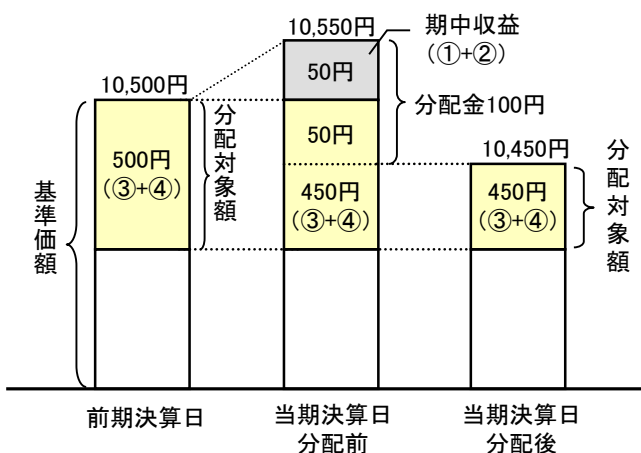 10,550円
期中収益
(①+②)
10,500円
50円
分配金100円
50円
10,450円
500円
(③+④)
分配対象額
450円
(③+④)
450円
(③+④)
分配対象額
基準価額
前期決算日
当期決算日
分配前
当期決算日
分配後